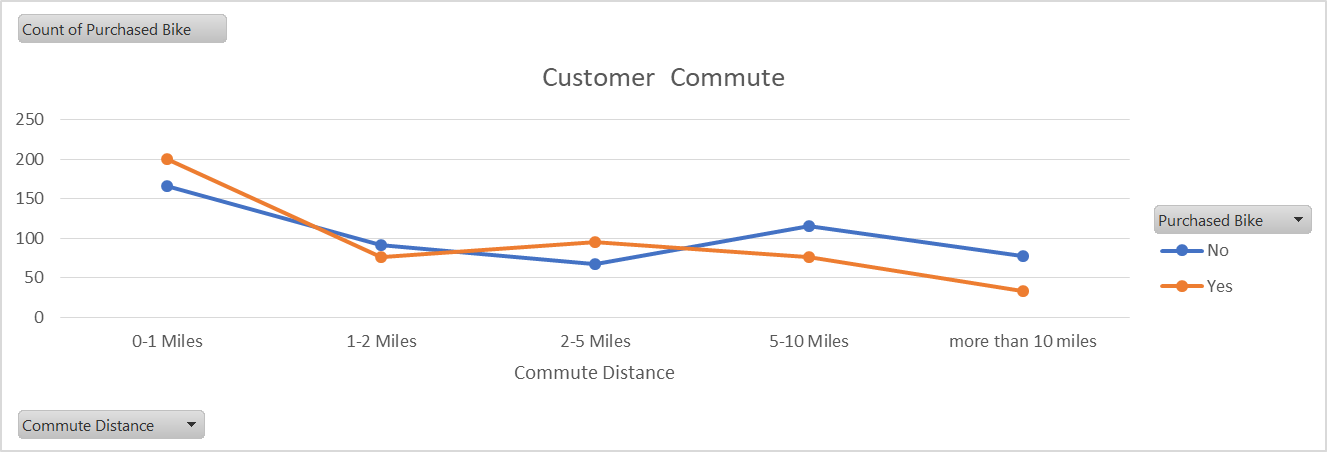 Count of Purchased Bike
Customer Commute
250
200
150
100
50
0
0-1 Miles
1-2 Miles
2-5 Miles
5-10 Miles
more than 10 miles
Commute Distance
Purchased Bike
No
Yes
Commute Distance